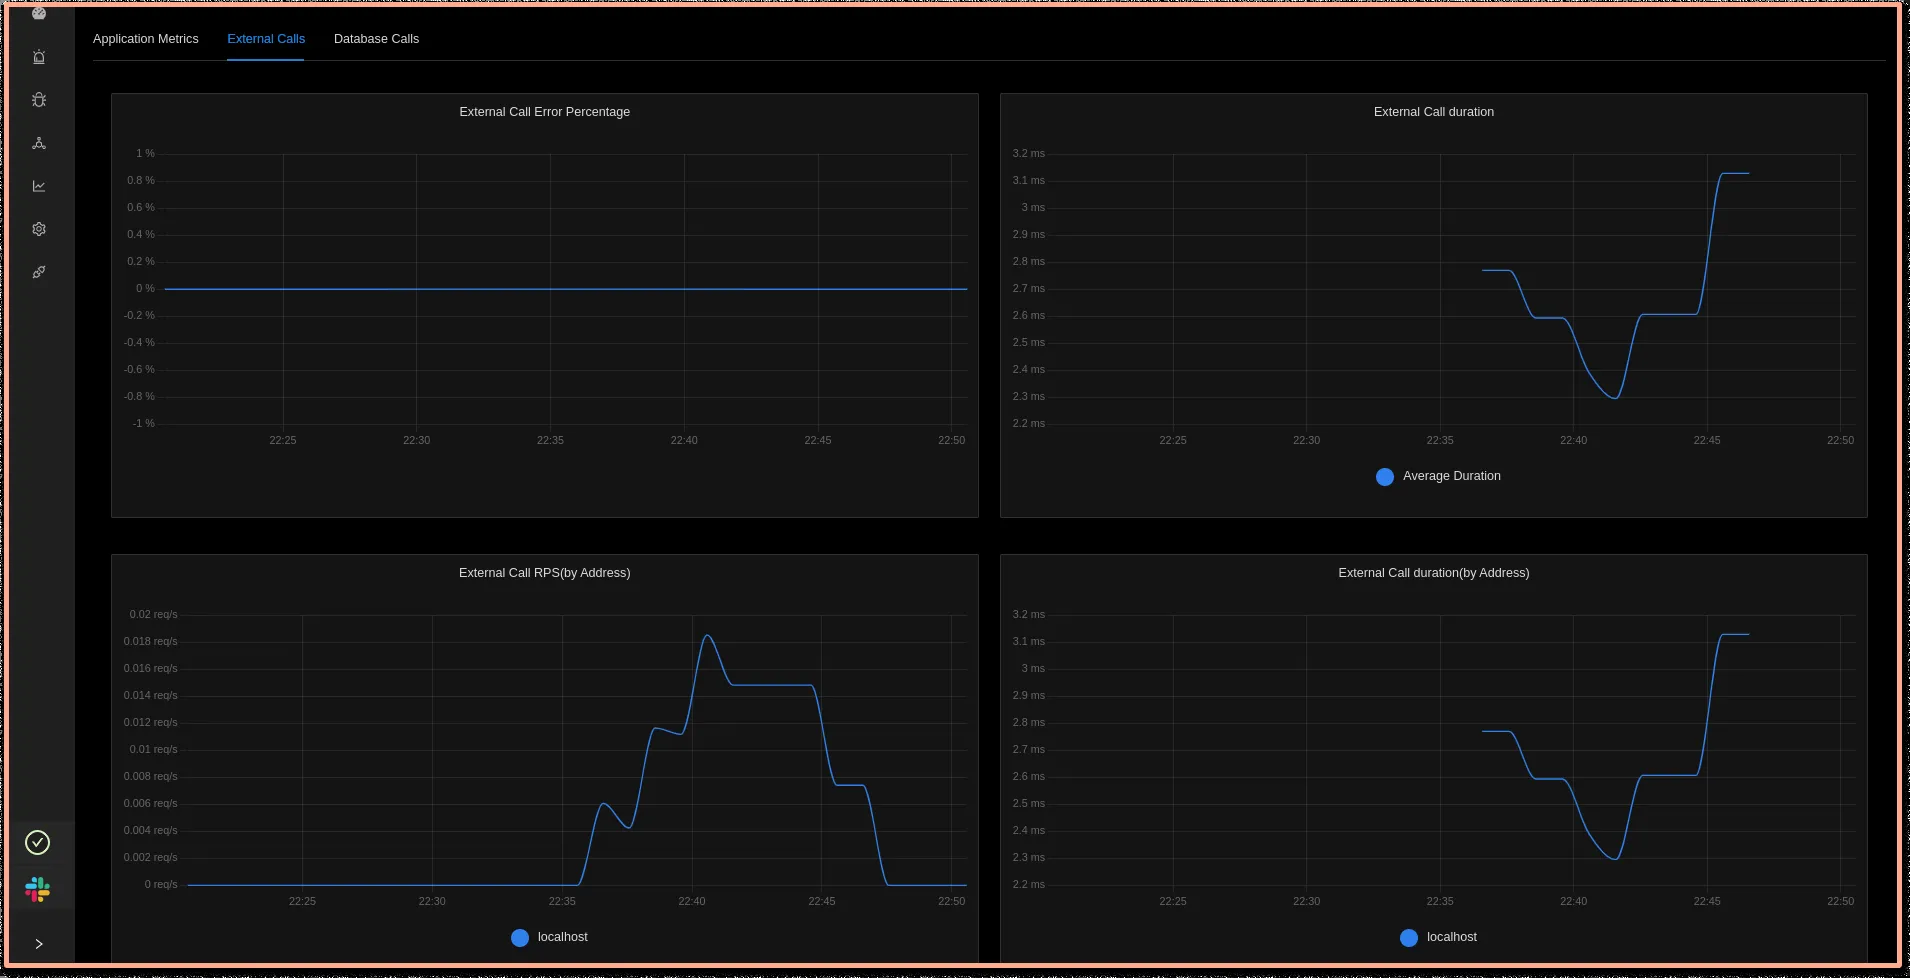 Application Metrics
External Calls
Database Calls
External Call Error Percentage
1 %
0.8 %
0.6 %
0.4 %
0.2 %
0 %
-0.2 %
-0.4 %
-0.6 %
-0.8 %
-1 %
22:25 22:30 22:35 22:40 22:45 22:50
External Call duration
3.2 ms
3.1 ms
3 ms
2.9 ms
2.8 ms
2.7 ms
2.6 ms
2.5 ms
2.4 ms
2.3 ms
2.2 ms
22:25 22:30 22:35 22:40 22:45 22:50
Average Duration
External Call RPS(by Address)
0.02 req/s
0.018 req/s
0.016 req/s
0.014 req/s
0.012 req/s
0.01 req/s
0.008 req/s
0.006 req/s
0.004 req/s
0.002 req/s
0 req/s
22:25 22:30 22:35 22:40 22:45 22:50
localhost
External Call duration(by Address)
3.2 ms
3.1 ms
3 ms
2.9 ms
2.8 ms
2.7 ms
2.6 ms
2.5 ms
2.4 ms
2.3 ms
2.2 ms
22:25 22:30 22:35 22:40 22:45 22:50
localhost